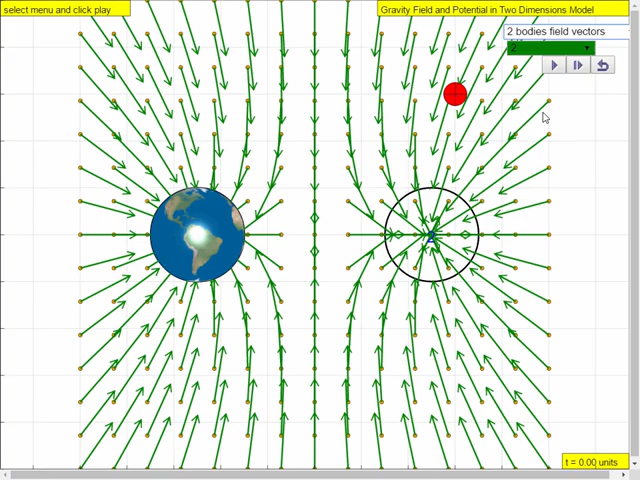 select menu and click play
Gravity Field and Potential in Two Dimensions Model
2 bodies field vectors
2
2
t = 0.00 units